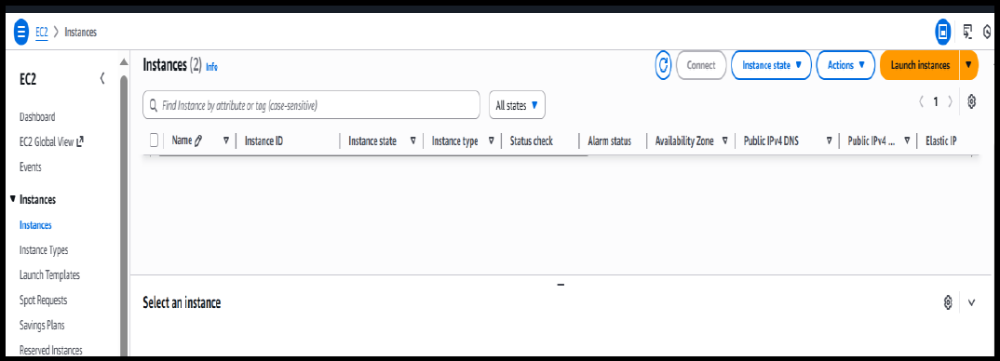 EC2 > Instances
EC2
Dashboard
EC2 Global View
Events
Instances
Instances
Instance Types
Launch Templates
Spot Requests
Savings Plans
Reserved Instances
Instances (2) Info
Connect
Instance state
Actions
Launch instances
Find Instance by attribute or tag (case-sensitive)
All states
1
Name
Instance ID
Instance state
Instance type
Status check
Alarm status
Availability Zone
Public IPv4 DNS
Public IPv4 ...
Elastic IP
Select an instance